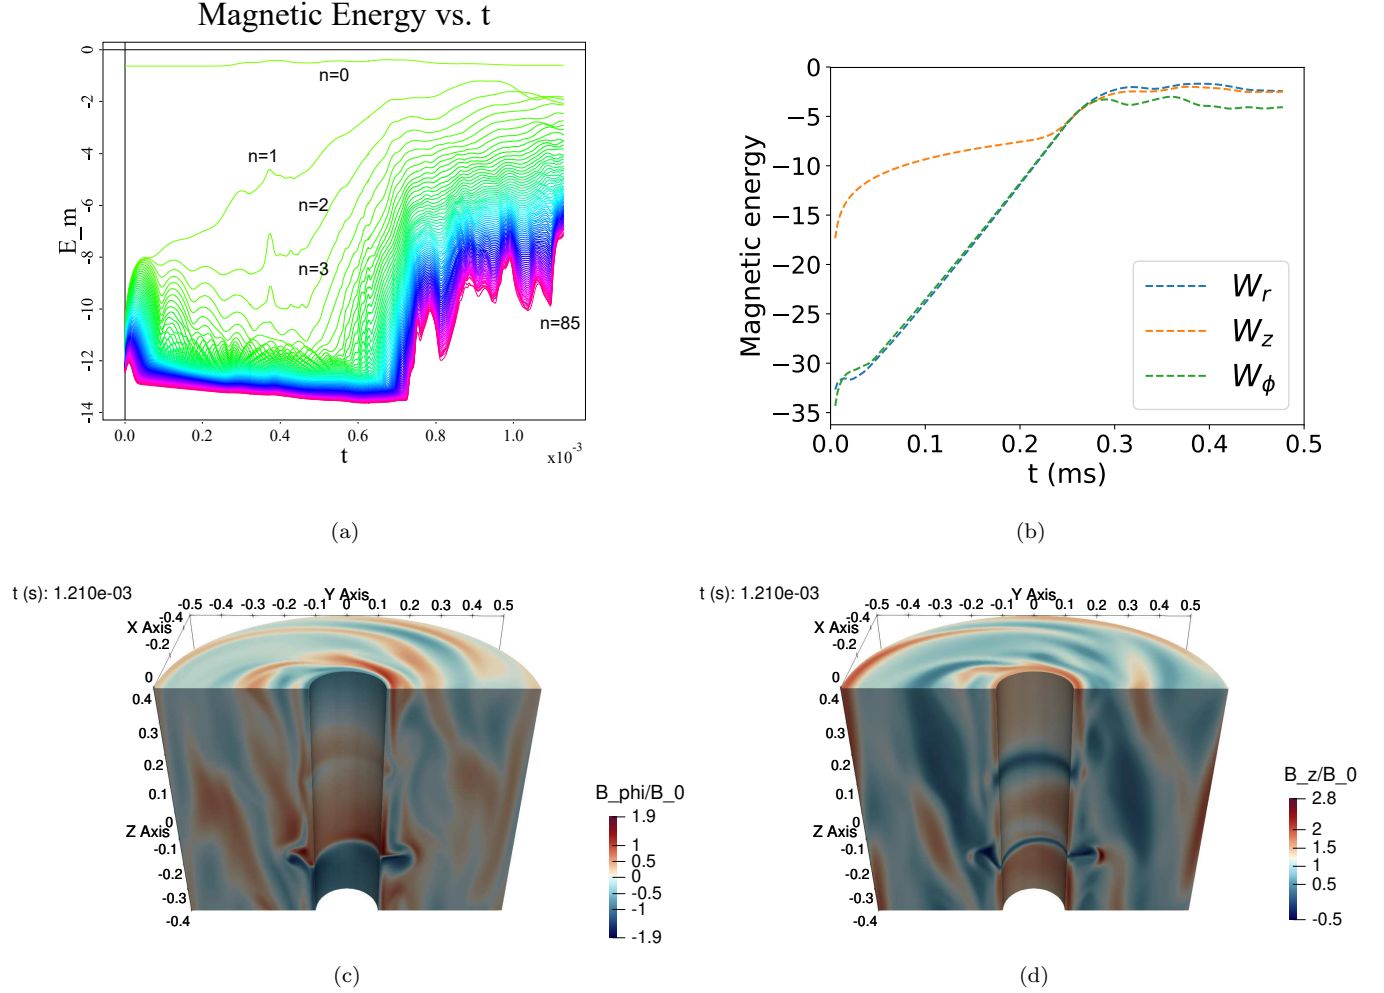 Magnetic Energy vs. t
E_m
0
-2
-4
-6
-8
-10
-12
-14
n=0
n=1
n=2
n=3
n=85
0.0 0.2 0.4 0.6 0.8 1.0
t
x10^-3
(a)
Magnetic energy
0
−5
−10
−15
−20
−25
−30
−35
W_r
W_z
W_ϕ
0.0 0.1 0.2 0.3 0.4 0.5
t (ms)
(b)
t (s): 1.210e-03
Y Axis
-0.5 -0.4 -0.3 -0.2 -0.1 0 0.1 0.2 0.3 0.4 0.5
X Axis
-0.4
-0.2
0
Z Axis
0.4
0.3
0.2
0.1
0
-0.1
-0.2
-0.3
-0.4
B_phi/B_0
1.9
1
0.5
0
-0.5
-1
-1.9
(c)
t (s): 1.210e-03
Y Axis
-0.5 -0.4 -0.3 -0.2 -0.1 0 0.1 0.2 0.3 0.4 0.5
X Axis
-0.4
-0.2
0
Z Axis
0.4
0.3
0.2
0.1
0
-0.1
-0.2
-0.3
-0.4
B_z/B_0
2.8
2
1.5
1
0.5
-0.5
(d)